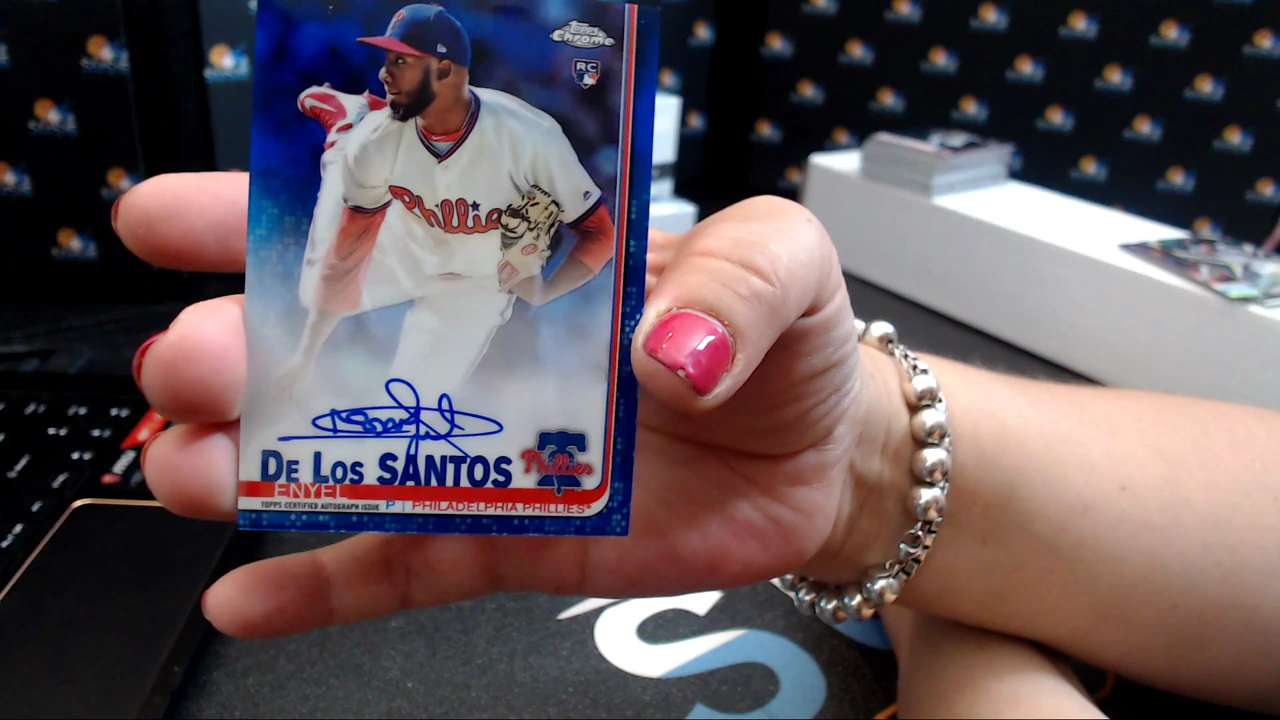 Topps
Chrome
RC
Phillies
DE LOS SANTOS
Phillies
ENYEL
TOPPS CERTIFIED AUTOGRAPH ISSUE P | PHILADELPHIA PHILLIES
S